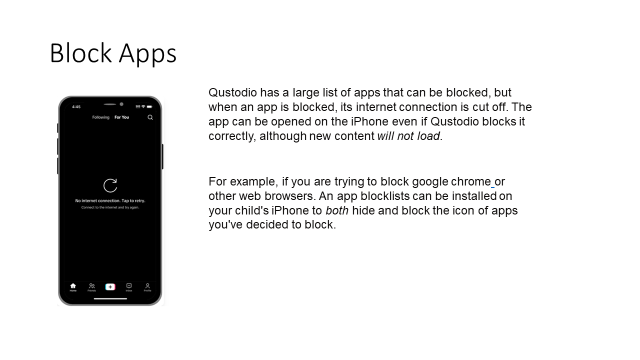 Block Apps
Qustodio has a large list of apps that can be blocked, but
when an app is blocked, its internet connection is cut off. The
app can be opened on the iPhone even if Qustodio blocks it
correctly, although new content will not load.
For example, if you are trying to block google chrome or
other web browsers. An app blocklists can be installed on
your child's iPhone to both hide and block the icon of apps
you've decided to block.
4:45
Following For You
No internet connection. Tap to retry.
Connect to the internet and try again.
Home
Profile